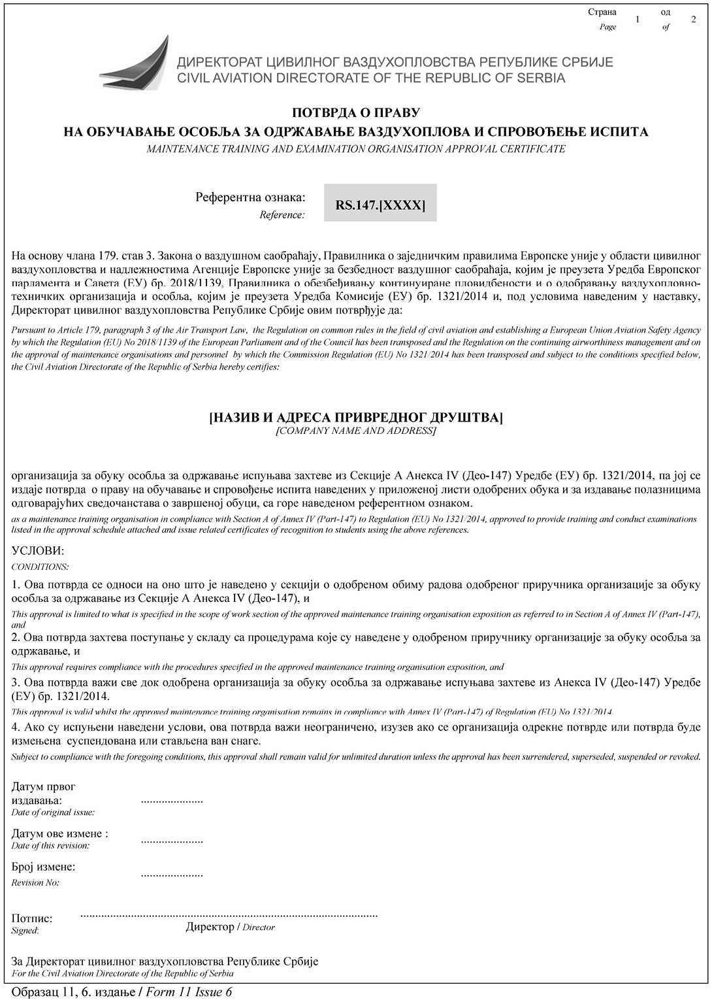 Страна 1 од 2
Page of
ДИРЕКТОРАТ ЦИВИЛНОГ ВАЗДУХОПЛОВСТВА РЕПУБЛИКЕ СРБИЈЕ
CIVIL AVIATION DIRECTORATE OF THE REPUBLIC OF SERBIA
ПОТВРДА О ПРАВУ
НА ОБУЧАВАЊЕ ОСОБЉА ЗА ОДРЖАВАЊЕ ВАЗДУХОПЛОВА И СПРОВОЂЕЊЕ ИСПИТА
MAINTENANCE TRAINING AND EXAMINATION ORGANISATION APPROVAL CERTIFICATE
Референтна ознака:
Reference:
RS.147.[XXXX]
На основу члана 179. став 3. Закона о ваздушном саобраћају, Правилника о заједничким правилима Европске уније у области цивилног
ваздухопловства и надлежностима Агенције Европске уније за безбедност ваздушног саобраћаја, којим је преузета Уредба Европског
парламента и Савета (ЕУ) бр. 2018/1139, Правилника о обезбеђивању континуиране пловидбености и о одобравању ваздухопловно-
техничких организација и особља, којим је преузета Уредба Комисије (ЕУ) бр. 1321/2014 и, под условима наведеним у наставку,
Директорат цивилног ваздухопловства Републике Србије овим потврђује да:
Pursuant to Article 179, paragraph 3 of the Air Transport Law, the Regulation on common rules in the field of civil aviation and establishing a European Union Aviation Safety Agency
by which the Regulation (EU) No 2018/1139 of the European Parliament and of the Council has been transposed and the Regulation on the continuing airworthiness management and on
the approval of maintenance organisations and personnel by which the Commission Regulation (EU) No 1321/2014 has been transposed and subject to the conditions specified below,
the Civil Aviation Directorate of the Republic of Serbia hereby certifies:
[НАЗИВ И АДРЕСА ПРИВРЕДНОГ ДРУШТВА]
[COMPANY NAME AND ADDRESS]
организација за обуку особља за одржавање испуњава захтеве из Секције А Анекса IV (Део-147) Уредбе (ЕУ) бр. 1321/2014, па јој се
издаје потврда о праву на обучавање и спровођење испита наведених у приложеној листи одобрених обука и за издавање полазницима
одговарајућих сведочанстава о завршеној обуци, са горе наведеном референтном ознаком.
as a maintenance training organisation in compliance with Section A of Annex IV (Part-147) to Regulation (EU) No 1321/2014, approved to provide training and conduct examinations
listed in the approval schedule attached and issue related certificates of recognition to students using the above references.
УСЛОВИ:
CONDITIONS:
1. Ова потврда се односи на оно што је наведено у секцији о одобреном обиму радова одобреног приручника организације за обуку
особља за одржавање из Секције А Анекса IV (Део-147), и
This approval is limited to what is specified in the scope of work section of the approved maintenance training organisation exposition as referred to in Section A of Annex IV (Part-147),
and
2. Ова потврда захтева поступање у складу са процедурама које су наведене у одобреном приручнику организације за обуку особља за
одржавање, и
This approval requires compliance with the procedures specified in the approved maintenance training organisation exposition, and
3. Ова потврда важи све док одобрена организација за обуку особља за одржавање испуњава захтеве из Анекса IV (Део-147) Уредбе
(ЕУ) бр. 1321/2014.
This approval is valid whilst the approved maintenance training organisation remains in compliance with Annex IV (Part-147) of Regulation (EU) No 1321/2014.
4. Ако су испуњени наведени услови, ова потврда важи неограничено, изузев ако се организација одрекне потврде или потврда буде
измењена суспендована или стављена ван снаге.
Subject to compliance with the foregoing conditions, this approval shall remain valid for unlimited duration unless the approval has been surrendered, superseded, suspended or revoked.
Датум првог
издавања: .....................
Date of original issue:
Датум ове измене : .....................
Date of this revision:
Број измене: .....................
Revision No:
Потпис: .....................................................................................................
Signed:
Директор / Director
За Директорат цивилног ваздухопловства Републике Србије
For the Civil Aviation Directorate of the Republic of Serbia
Образац 11, 6. издање / Form 11 Issue 6